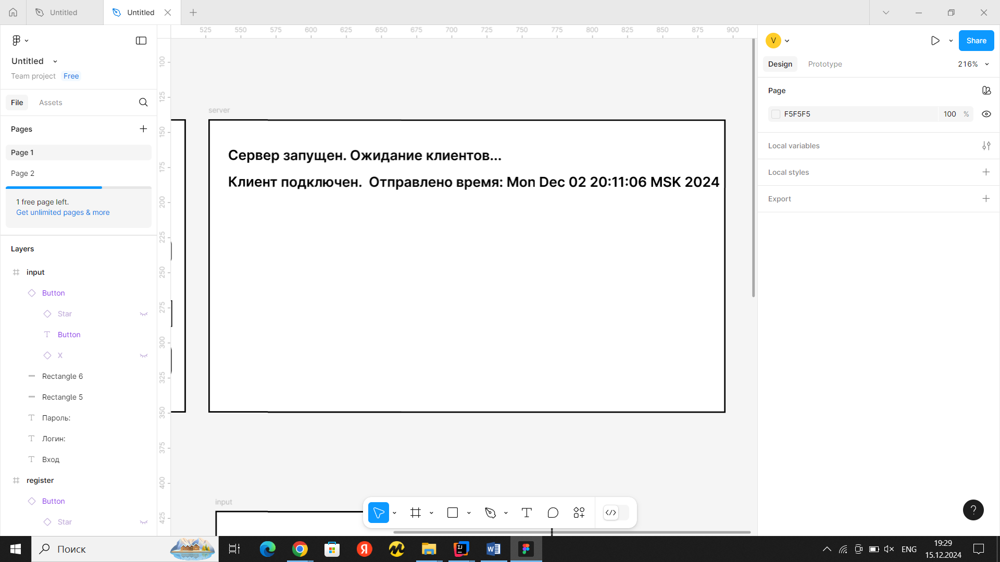 Untitled
Untitled
525 550 575 600 625 650 675 700 725 750 775 800 825 850 875 900
V
Share
Untitled
Team project Free
Design Prototype 216%
File Assets
Page
Pages
F5F5F5 100 %
Page 1
Page 2
Local variables
1 free page left.
Get unlimited pages & more
Local styles
Export
Layers
input
Button
Star
Button
X
Rectangle 6
Rectangle 5
Пароль:
Логин:
Вход
register
Button
Star
100
125
150
175
200
225
250
275
300
325
350
375
400
425
server
Сервер запущен. Ожидание клиентов...
Клиент подключен. Отправлено время: Mon Dec 02 20:11:06 MSK 2024
input
?
Поиск
Я
IJ
W
ENG
19:29
15.12.2024